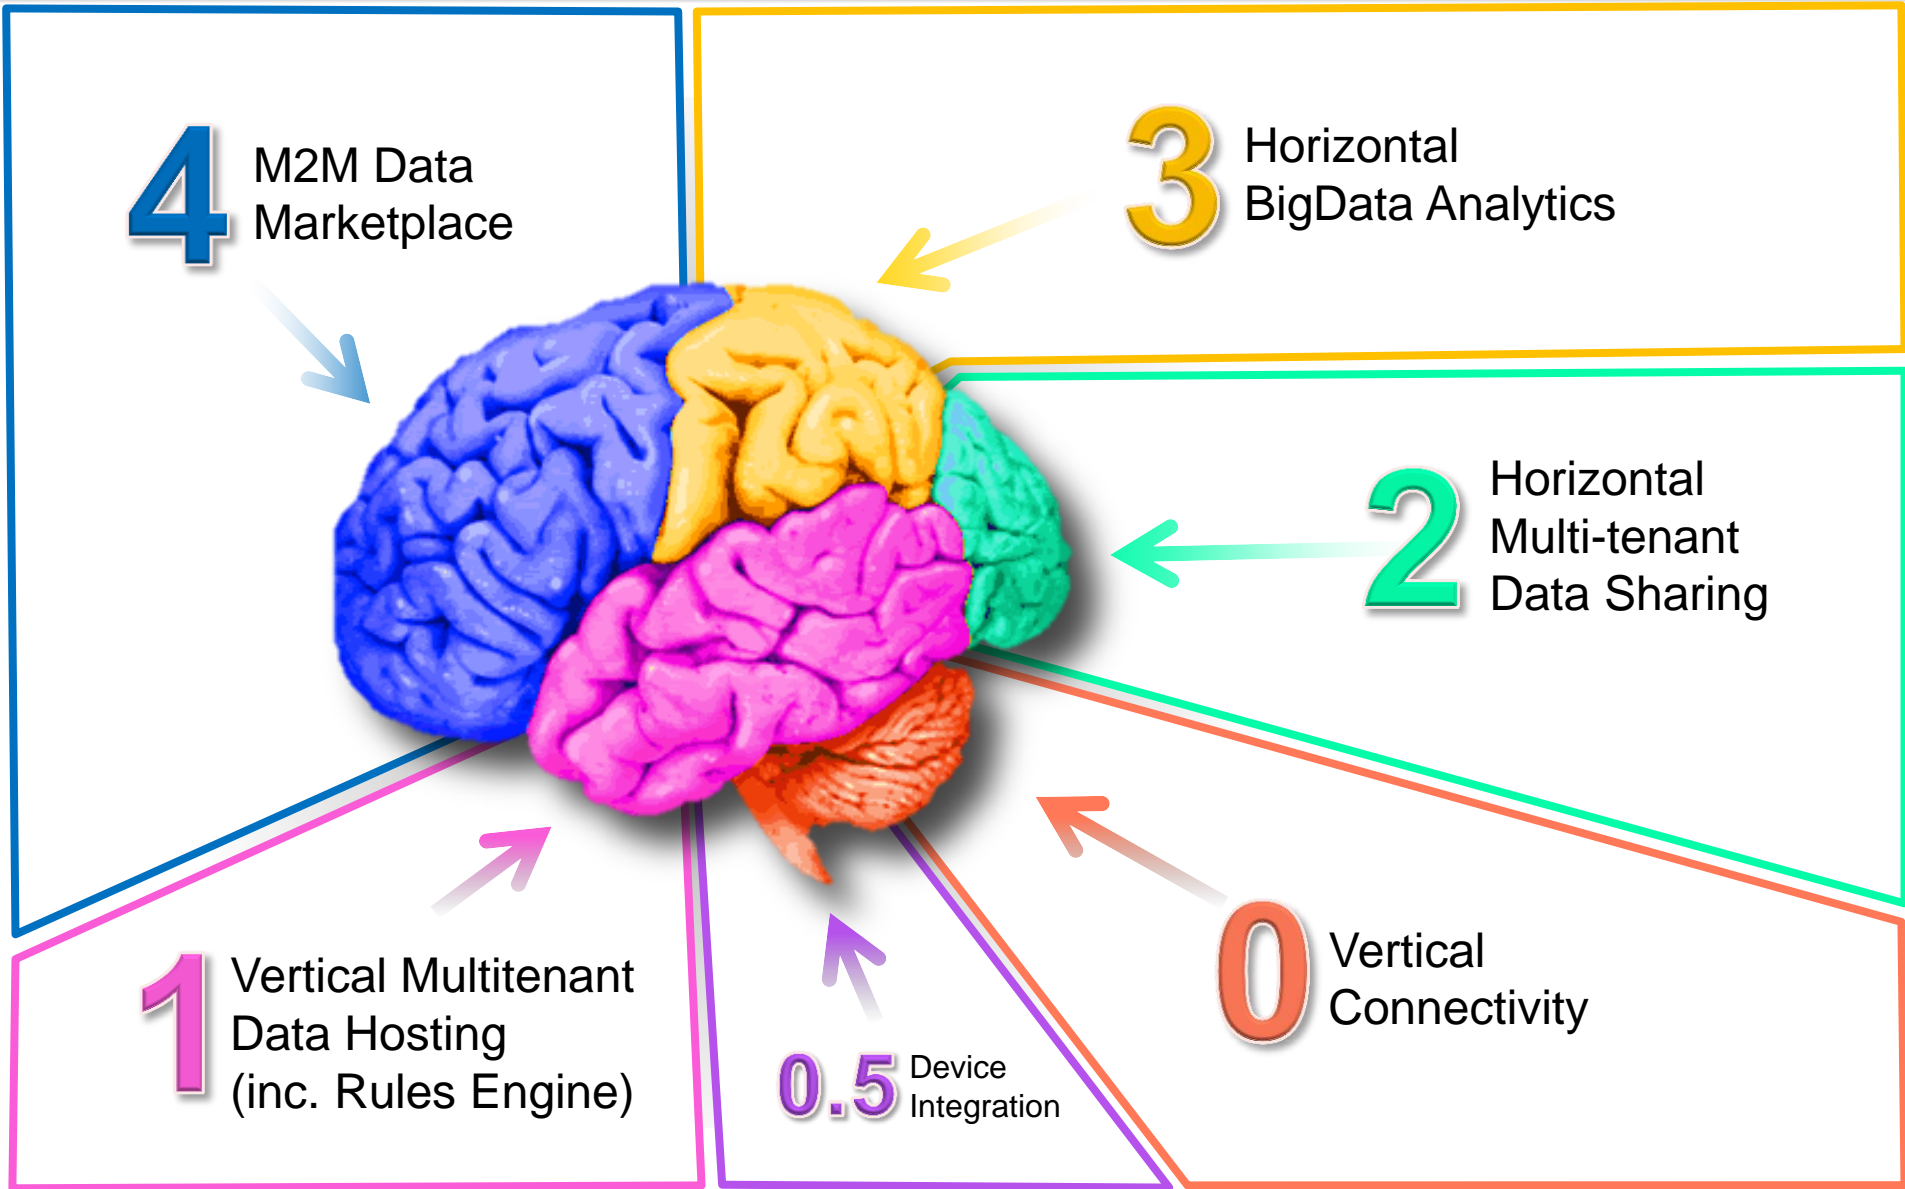 4
M2M Data
Marketplace
3
Horizontal
BigData Analytics
2
Horizontal
Multi-tenant
Data Sharing
1
Vertical Multitenant
Data Hosting
(inc. Rules Engine)
0.5
Device
Integration
0
Vertical
Connectivity